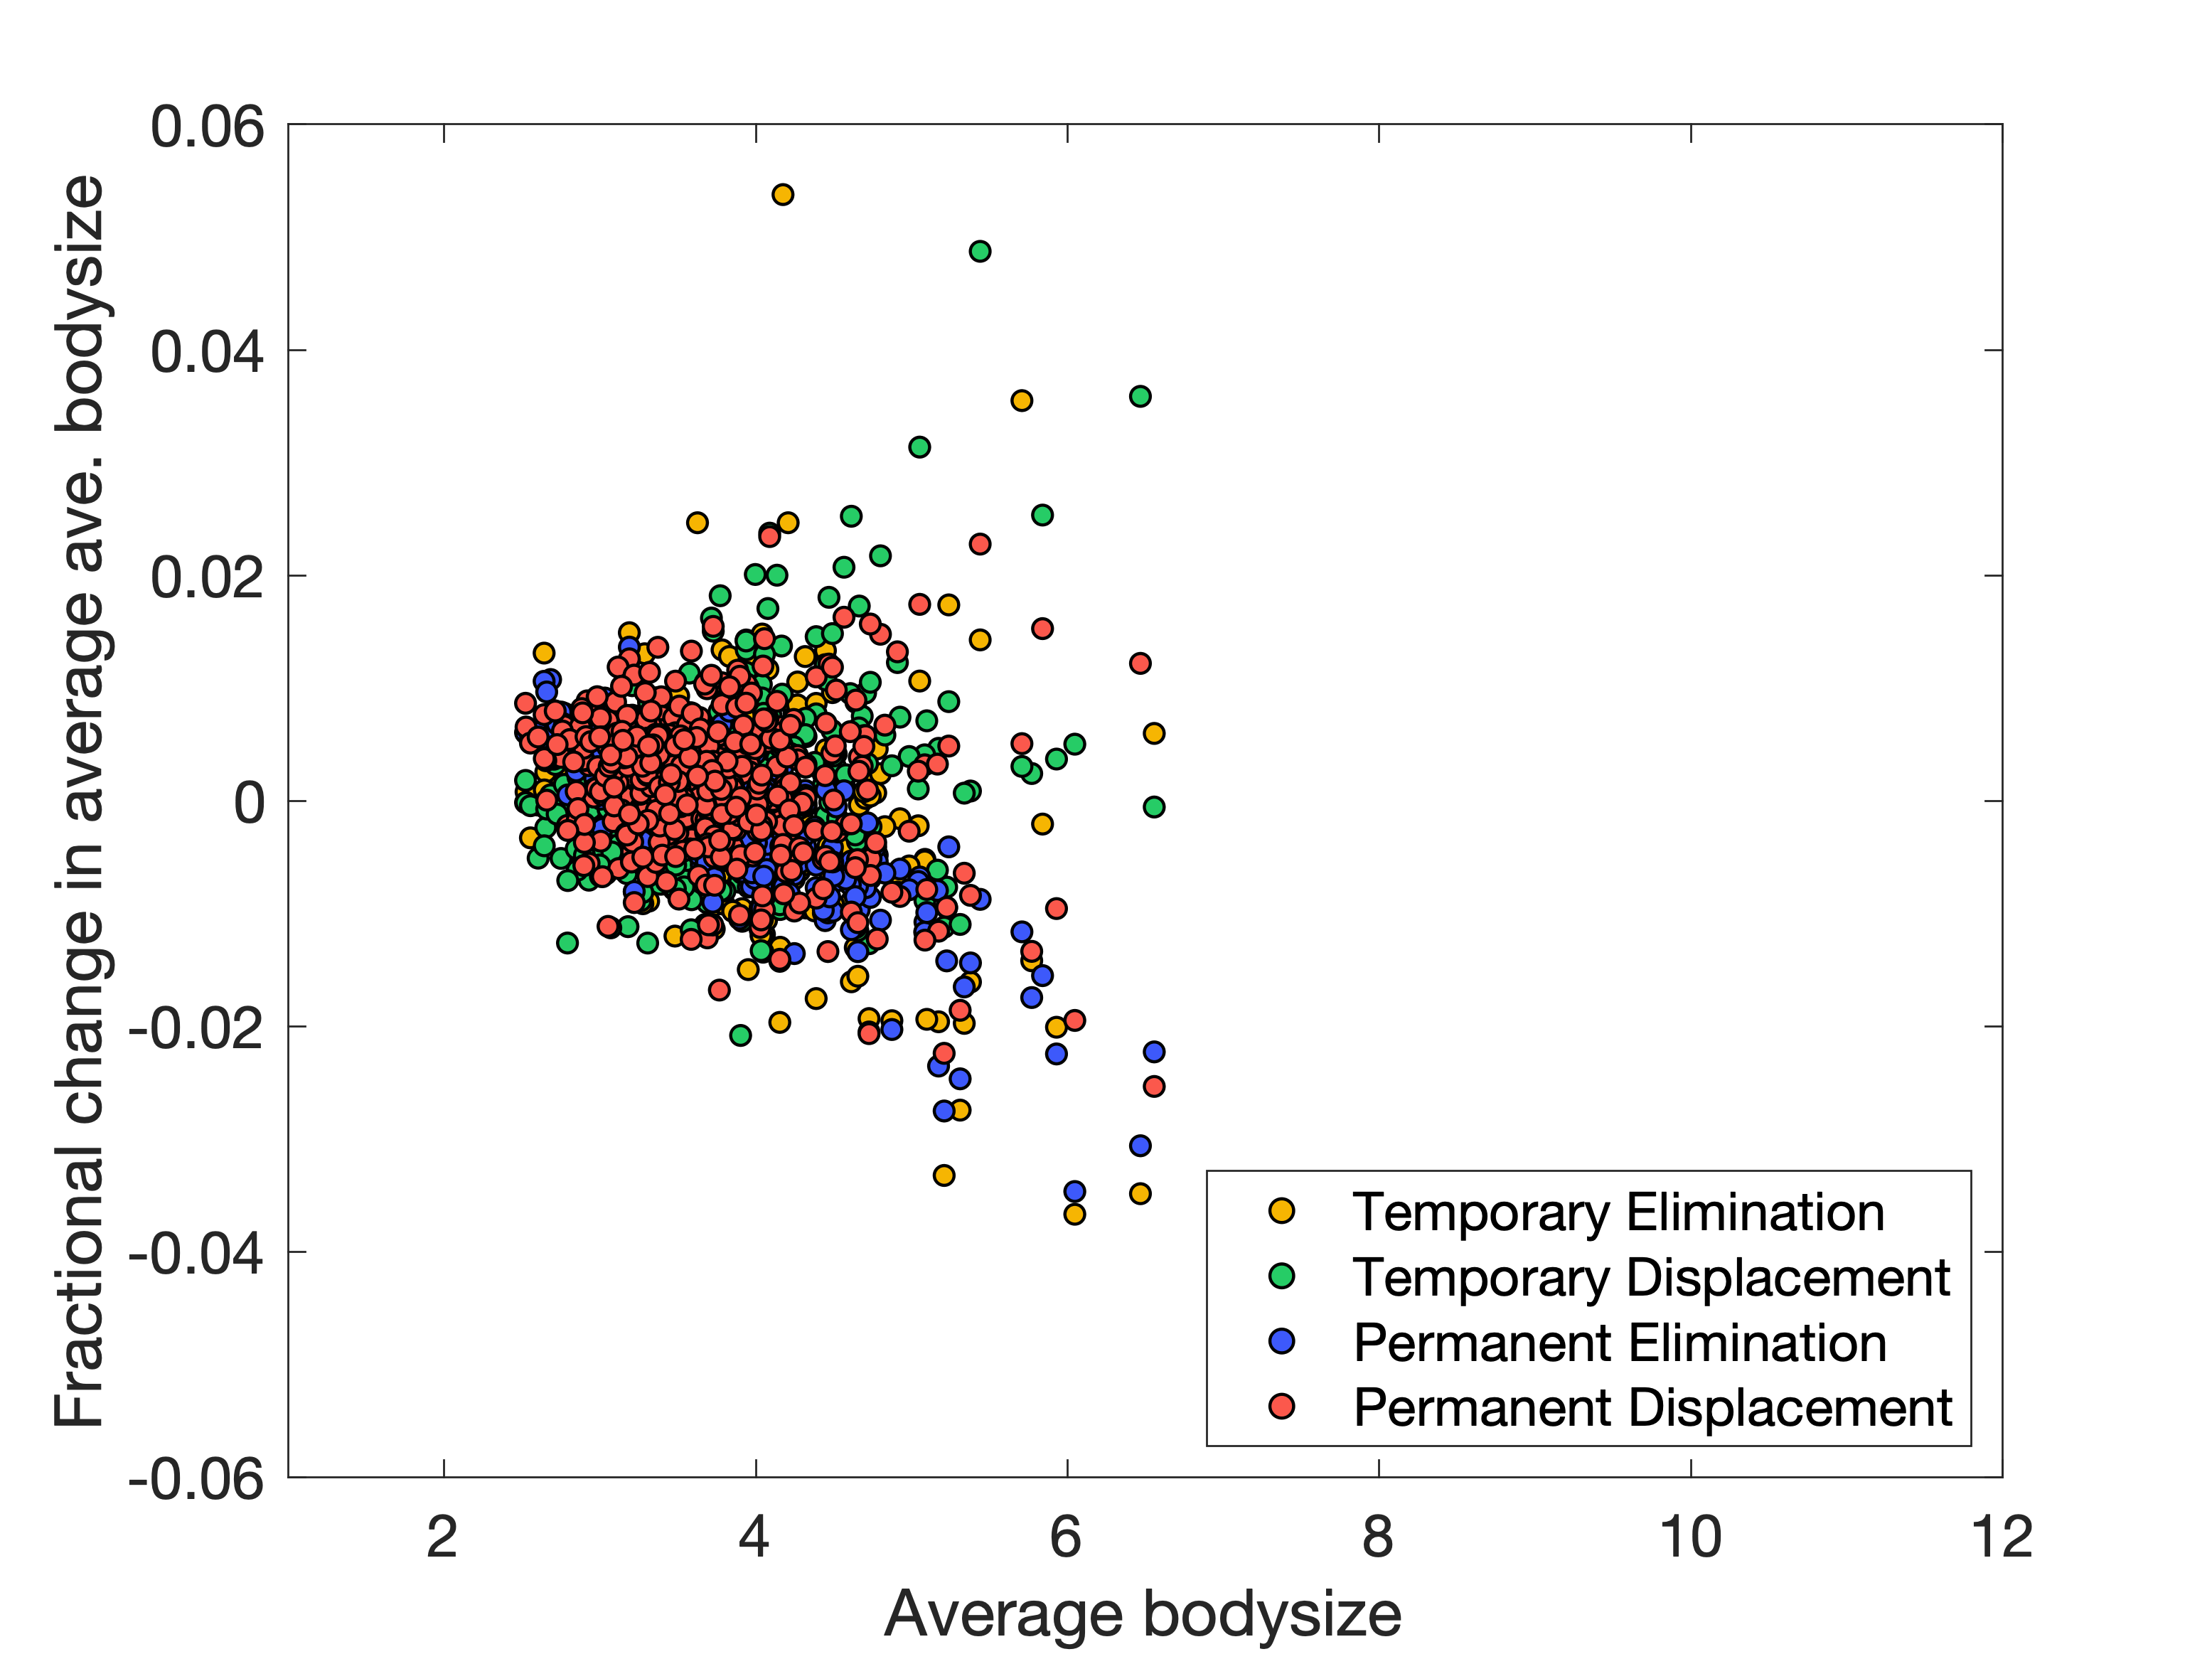 Fractional change in average ave. bodysize
0.06
0.04
0.02
0
-0.02
-0.04
-0.06
Temporary Elimination
Temporary Displacement
Permanent Elimination
Permanent Displacement
2 4 6 8 10 12
Average bodysize